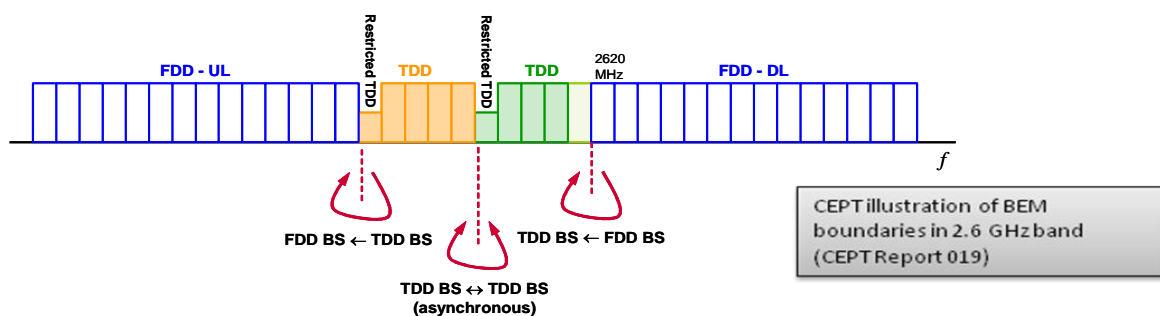 FDD - UL
Restricted TDD
TDD
Restricted TDD
TDD
2620
MHz
FDD - DL
f
FDD BS ← TDD BS
TDD BS ← FDD BS
TDD BS ↔ TDD BS
(asynchronous)
CEPT illustration of BEM
boundaries in 2.6 GHz band
(CEPT Report 019)